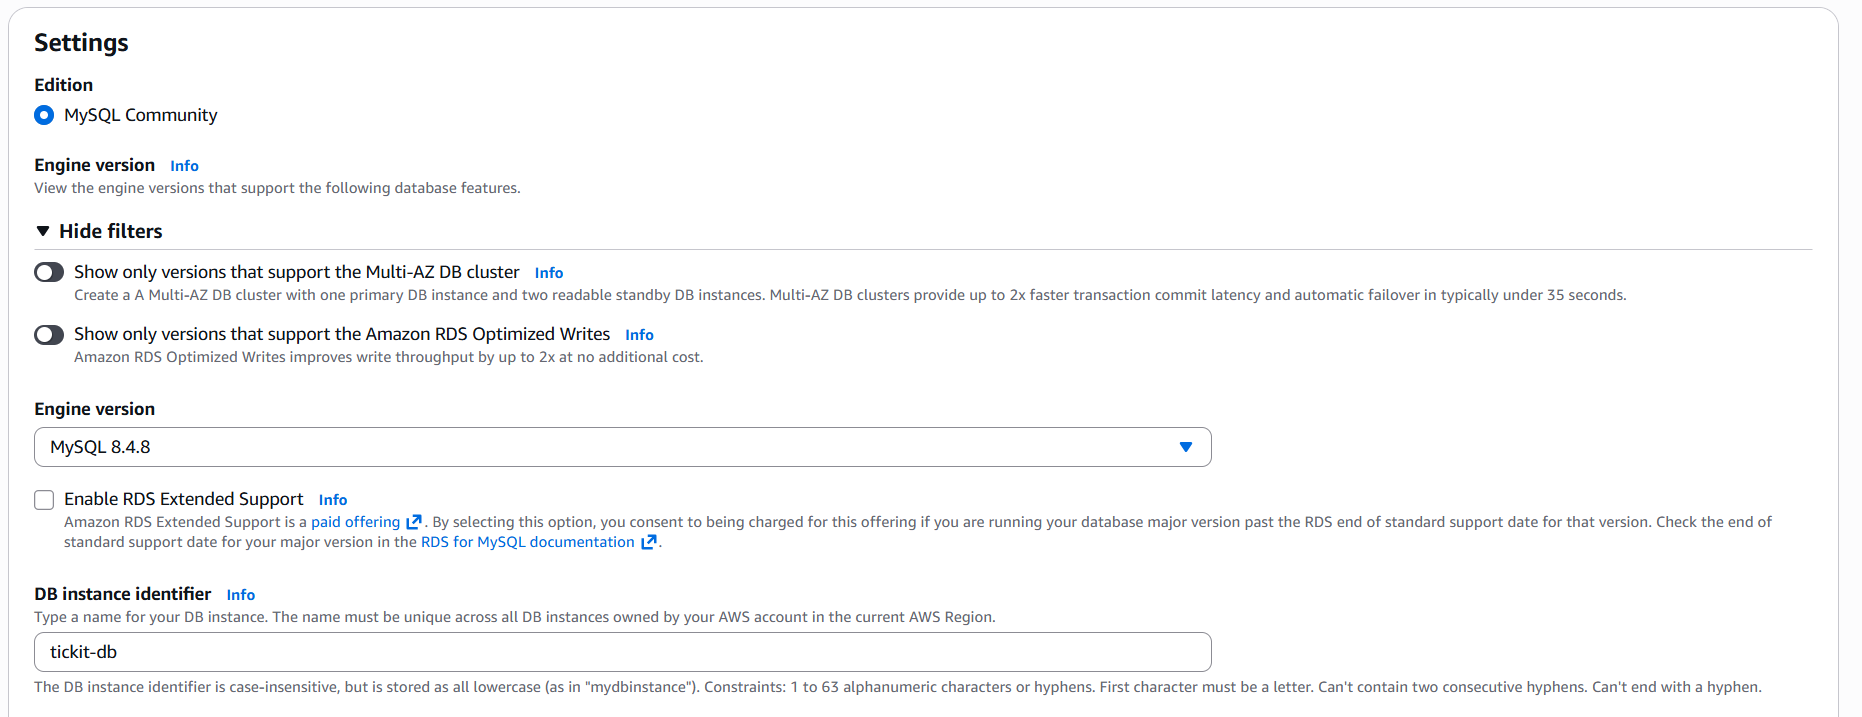 Settings
Edition
MySQL Community
Engine version Info
View the engine versions that support the following database features.
Hide filters
Show only versions that support the Multi-AZ DB cluster Info
Create a A Multi-AZ DB cluster with one primary DB instance and two readable standby DB instances. Multi-AZ DB clusters provide up to 2x faster transaction commit latency and automatic failover in typically under 35 seconds.
Show only versions that support the Amazon RDS Optimized Writes Info
Amazon RDS Optimized Writes improves write throughput by up to 2x at no additional cost.
Engine version
MySQL 8.4.8
Enable RDS Extended Support Info
Amazon RDS Extended Support is a paid offering. By selecting this option, you consent to being charged for this offering if you are running your database major version past the RDS end of standard support date for that version. Check the end of
standard support date for your major version in the RDS for MySQL documentation.
DB instance identifier Info
Type a name for your DB instance. The name must be unique across all DB instances owned by your AWS account in the current AWS Region.
tickit-db
The DB instance identifier is case-insensitive, but is stored as all lowercase (as in "mydbinstance"). Constraints: 1 to 63 alphanumeric characters or hyphens. First character must be a letter. Can't contain two consecutive hyphens. Can't end with a hyphen.